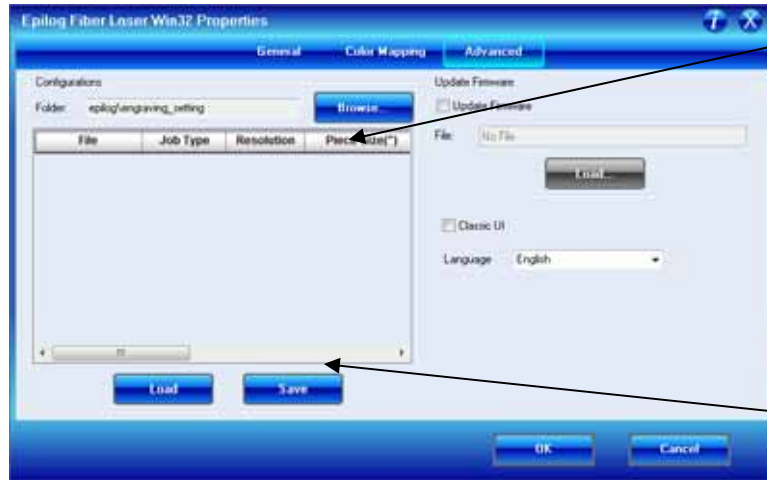 Epilog Fiber Laser Win32 Properties
? X
General Color Mapping Advanced
Configurations
Folder: epilog\engraving_setting Browse...
File Job Type Resolution Piece Size(")
Load Save
Update Firmware
Update Firmware
File: No File
Load...
Classic UI
Language English
OK Cancel